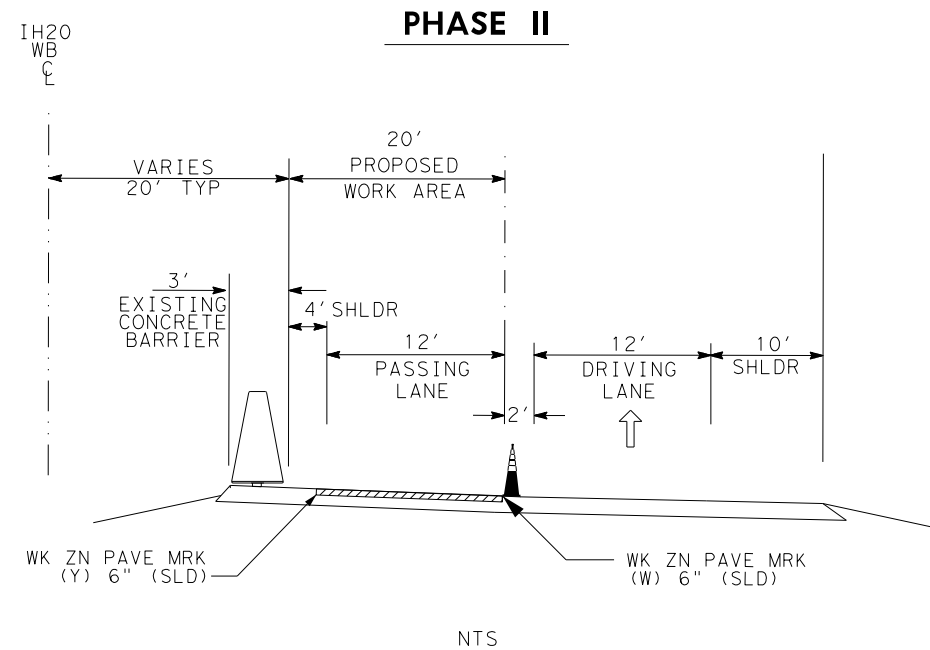 PHASE II
IH20
WB
CL
VARIES
20' TYP
20'
PROPOSED
WORK AREA
3'
EXISTING
CONCRETE
BARRIER
4' SHLDR
12'
PASSING
LANE
2'
12'
DRIVING
LANE
10'
SHLDR
WK ZN PAVE MRK
(Y) 6" (SLD)
WK ZN PAVE MRK
(W) 6" (SLD)
NTS